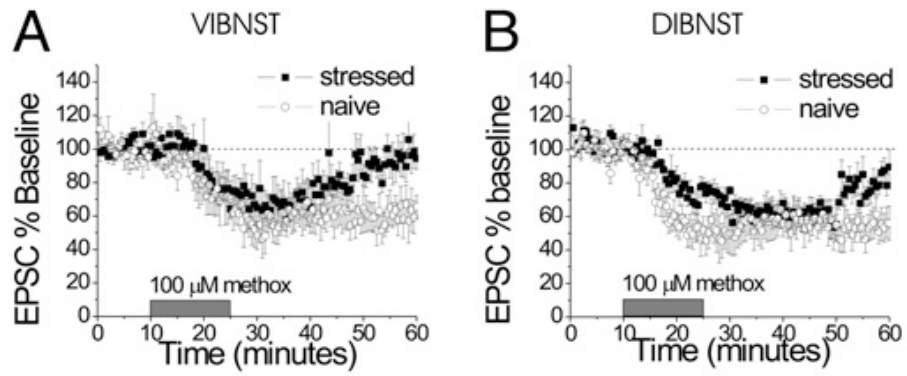 A
VIBNST
EPSC % Baseline
140
120
100
80
60
40
20
0
stressed
naive
100 μM methox
0 10 20 30 40 50 60
Time (minutes)
B
DIBNST
EPSC % baseline
140
120
100
80
60
40
20
0
stressed
naive
100 μM methox
0 10 20 30 40 50 60
Time (minutes)